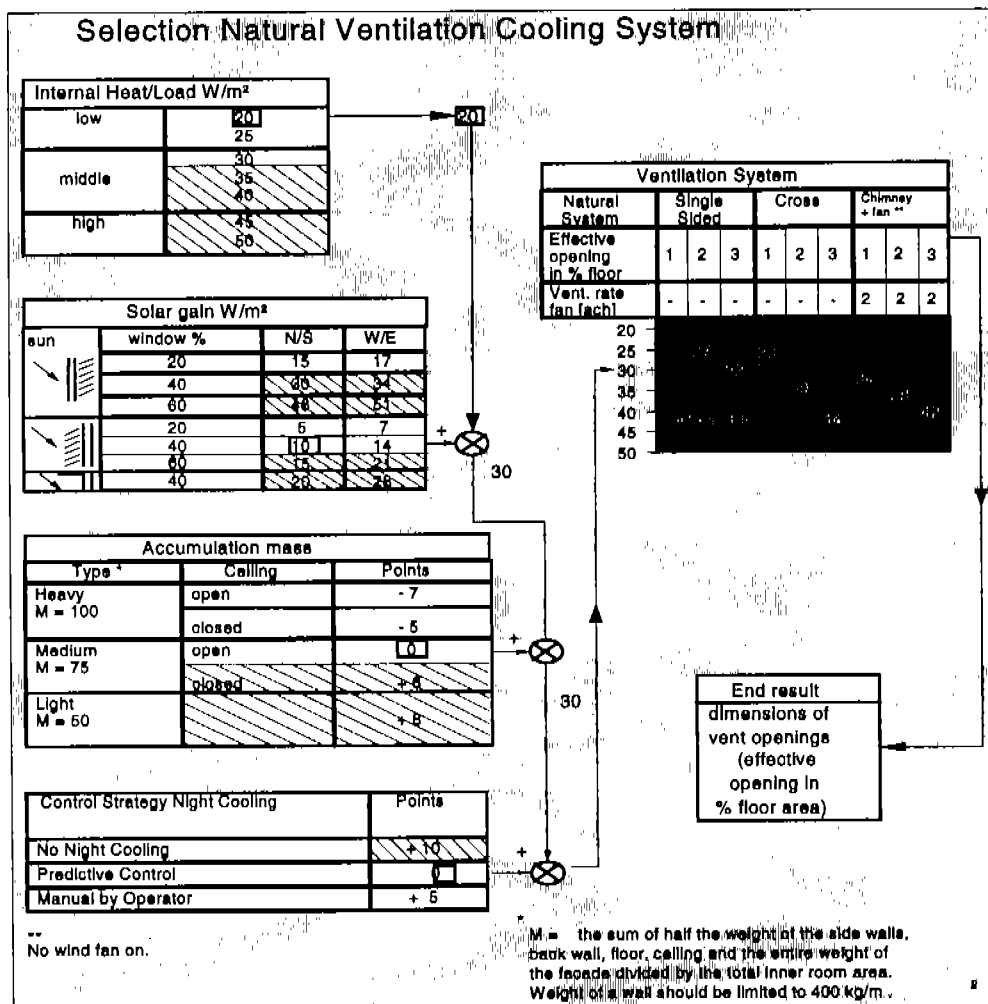 Selection Natural Ventilation Cooling System
Internal Heat/Load W/m²
low
20
25
20
middle
30
35
40
high
45
50
Ventilation System
Natural System
Single Sided
Cross
Chimney + fan **
Effective opening in % floor
1 2 3 1 2 3 1 2 3
Vent. rate fan [ach]
- - - - - - 2 2 2
20
25
30
35
40
45
50
Solar gain W/m²
sun window % N/S W/E
20 15 17
40 30 34
60 51
20 5 7
40 10 14
60 15 21
40 20 28
+
30
Accumulation mass
Type * Ceiling Points
Heavy M = 100
open - 7
closed - 5
Medium M = 75
open 0
closed
Light M = 50
+ 8
+
30
End result
dimensions of
vent openings
(effective
opening in
% floor area)
Control Strategy Night Cooling Points
No Night Cooling + 10
Predictive Control 0
Manual by Operator + 5
+
**
No wind fan on.
*
M = the sum of half the weight of the side walls,
back wall, floor, ceiling and the entire weight of
the facade divided by the total inner room area.
Weight of a wall should be limited to 400 kg/m.